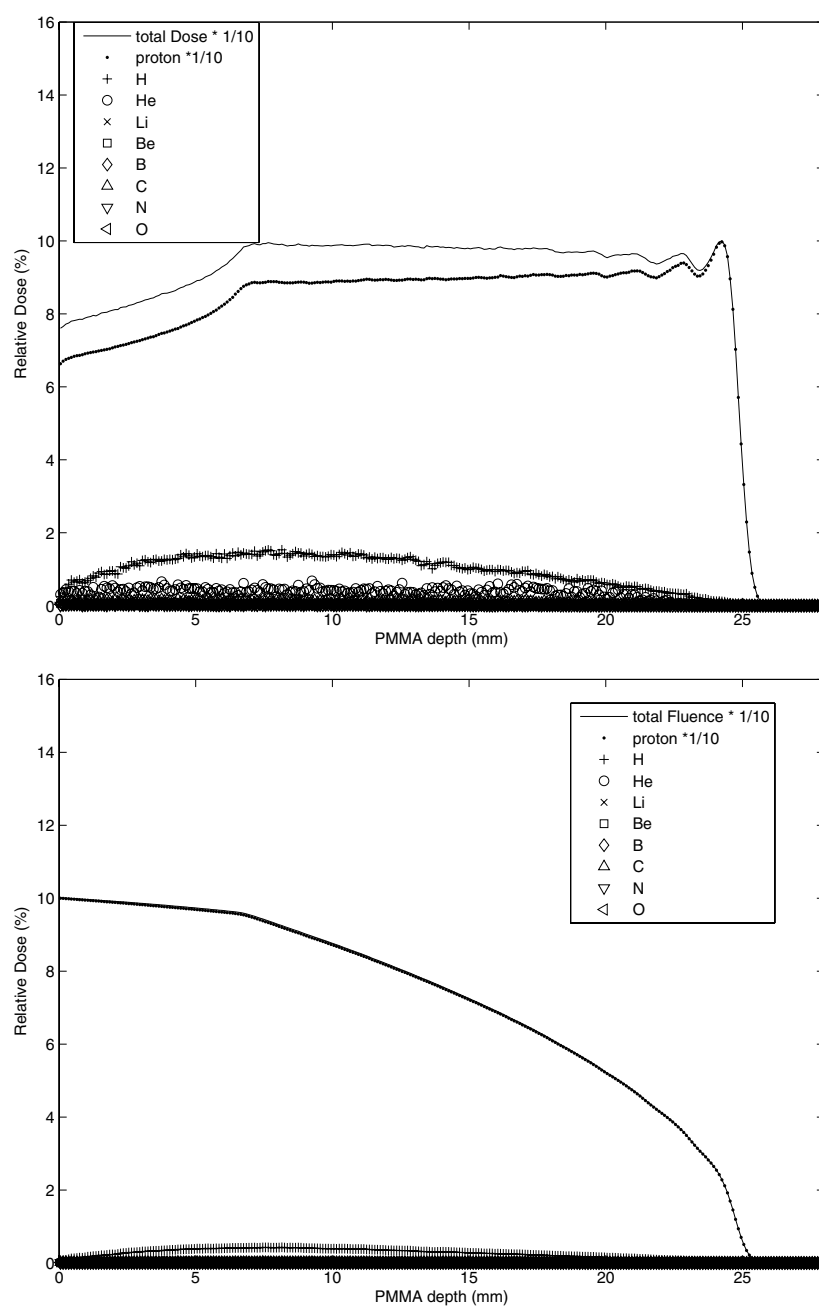 16
14
12
10
8
6
4
2
0
Relative Dose (%)
total Dose * 1/10
proton *1/10
H
He
Li
Be
B
C
N
O
0 5 10 15 20 25
PMMA depth (mm)
16
14
12
10
8
6
4
2
0
Relative Dose (%)
total Fluence * 1/10
proton *1/10
H
He
Li
Be
B
C
N
O
0 5 10 15 20 25
PMMA depth (mm)